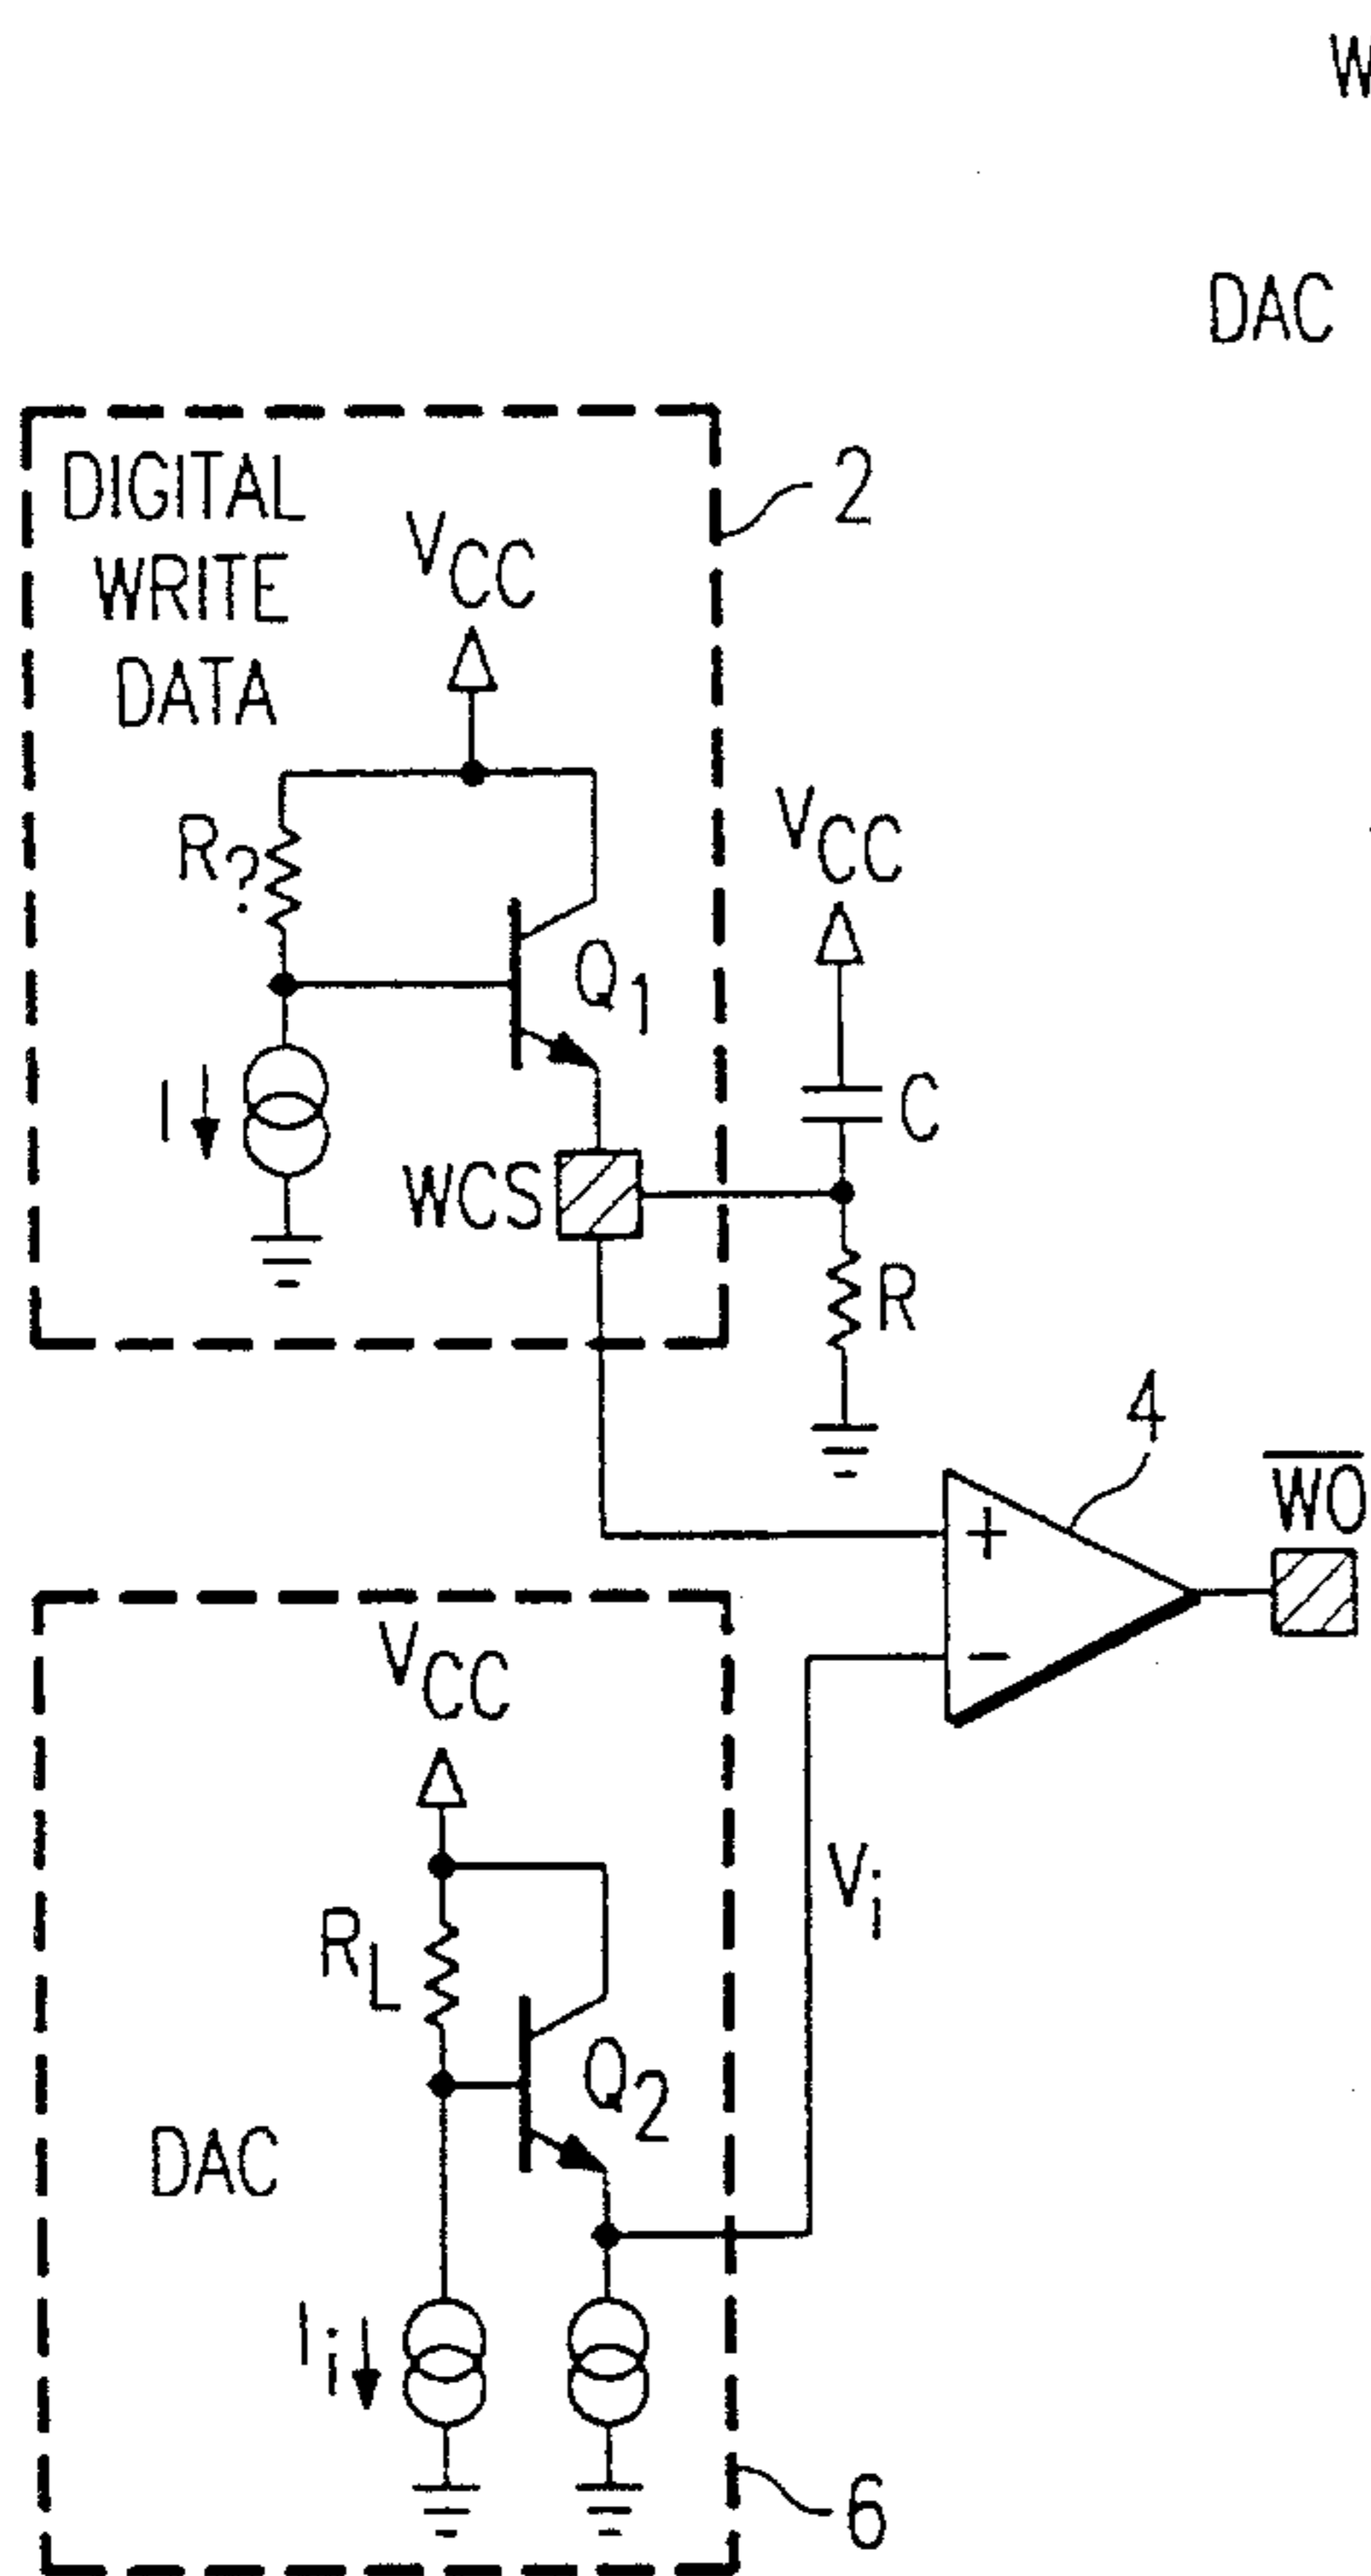 W
DAC
DIGITAL
WRITE
DATA
2
VCC
R?
VCC
Q1
I
C
WCS
R
4
WO
+
-
VCC
Vi
RL
Q2
DAC
Ii
6